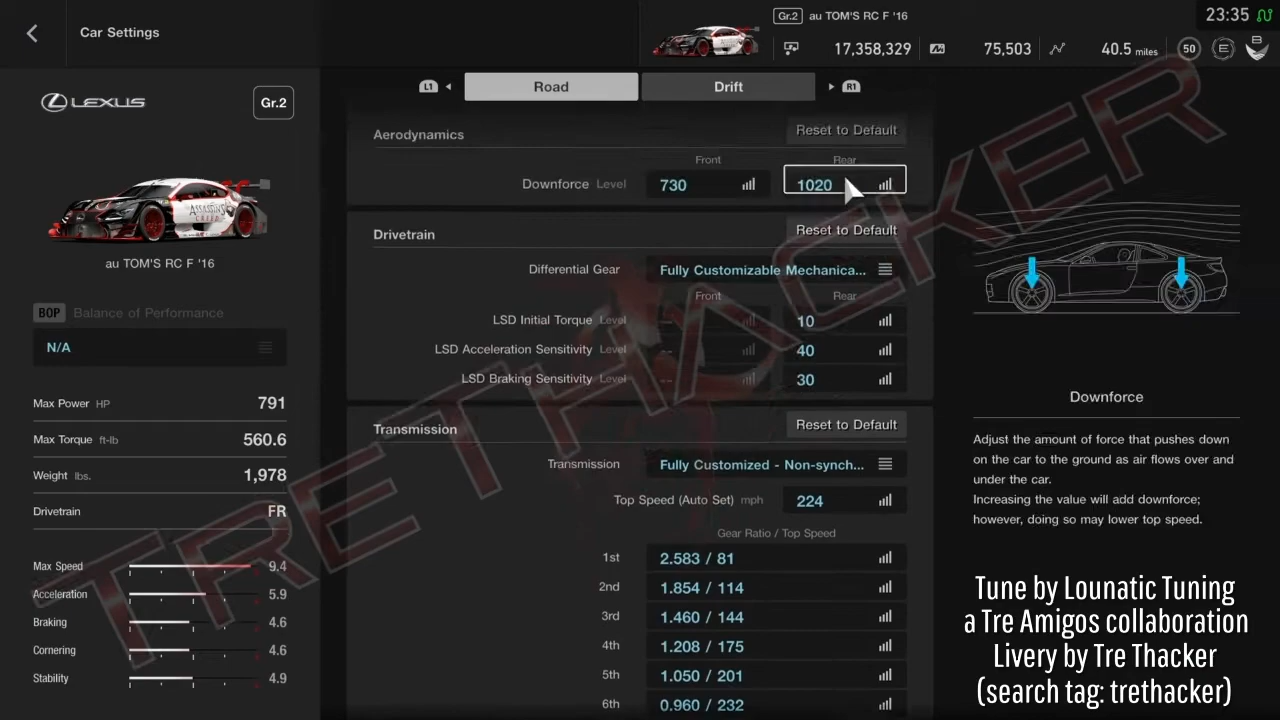 Car Settings
Gr.2 au TOM'S RC F '16
17,358,329 75,503 40.5 miles 50 E B
23:35
LEXUS Gr.2
ASSASSIN'S CREED
au TOM'S RC F '16
BOP Balance of Performance
N/A
Max Power HP 791
Max Torque ft-lb 560.6
Weight lbs. 1,978
Drivetrain FR
Max Speed 9.4
Acceleration 5.9
Braking 4.6
Cornering 4.6
Stability 4.9
L1 Road Drift R1
Aerodynamics Reset to Default
Front Rear
Downforce Level 730 1020
Drivetrain Reset to Default
Differential Gear Fully Customizable Mechanica...
Front Rear
LSD Initial Torque Level -- 10
LSD Acceleration Sensitivity Level -- 40
LSD Braking Sensitivity Level -- 30
Transmission Reset to Default
Transmission Fully Customized - Non-synch...
Top Speed (Auto Set) mph 224
Gear Ratio / Top Speed
1st 2.583 / 81
2nd 1.854 / 114
3rd 1.460 / 144
4th 1.208 / 175
5th 1.050 / 201
6th 0.960 / 232
Downforce
Adjust the amount of force that pushes down
on the car to the ground as air flows over and
under the car.
Increasing the value will add downforce;
however, doing so may lower top speed.
Tune by Lounatic Tuning
a Tre Amigos collaboration
Livery by Tre Thacker
(search tag: trethacker)
TRETHACKER